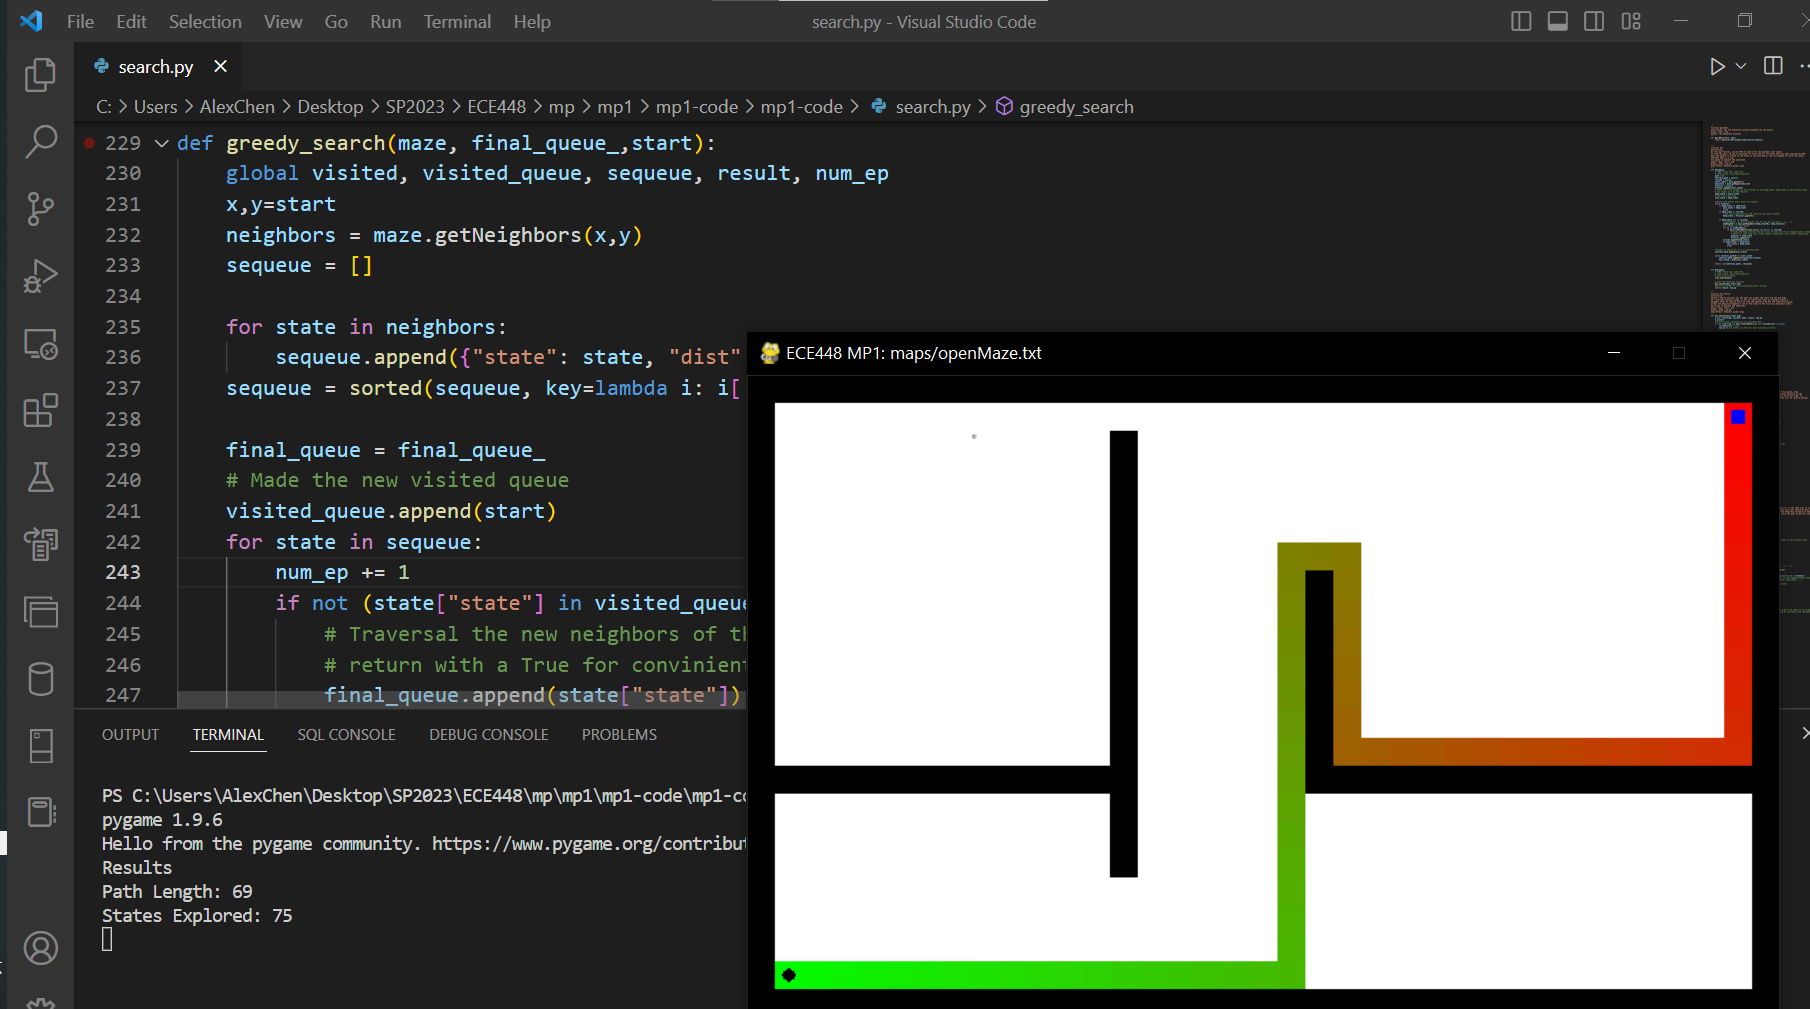 File Edit Selection View Go Run Terminal Help
search.py - Visual Studio Code
search.py
C: > Users > AlexChen > Desktop > SP2023 > ECE448 > mp > mp1 > mp1-code > mp1-code > search.py > greedy_search
229 def greedy_search(maze, final_queue_,start):
230 global visited, visited_queue, sequeue, result, num_ep
231 x,y=start
232 neighbors = maze.getNeighbors(x,y)
233 sequeue = []
234
235 for state in neighbors:
236 sequeue.append({"state": state, "dist"
237 sequeue = sorted(sequeue, key=lambda i: i[
238
239 final_queue = final_queue_
240 # Made the new visited queue
241 visited_queue.append(start)
242 for state in sequeue:
243 num_ep += 1
244 if not (state["state"] in visited_queue
245 # Traversal the new neighbors of th
246 # return with a True for convinient
247 final_queue.append(state["state"])
ECE448 MP1: maps/openMaze.txt
OUTPUT TERMINAL SQL CONSOLE DEBUG CONSOLE PROBLEMS
PS C:\Users\AlexChen\Desktop\SP2023\ECE448\mp\mp1\mp1-code\mp1-co
pygame 1.9.6
Hello from the pygame community. https://www.pygame.org/contribut
Results
Path Length: 69
States Explored: 75